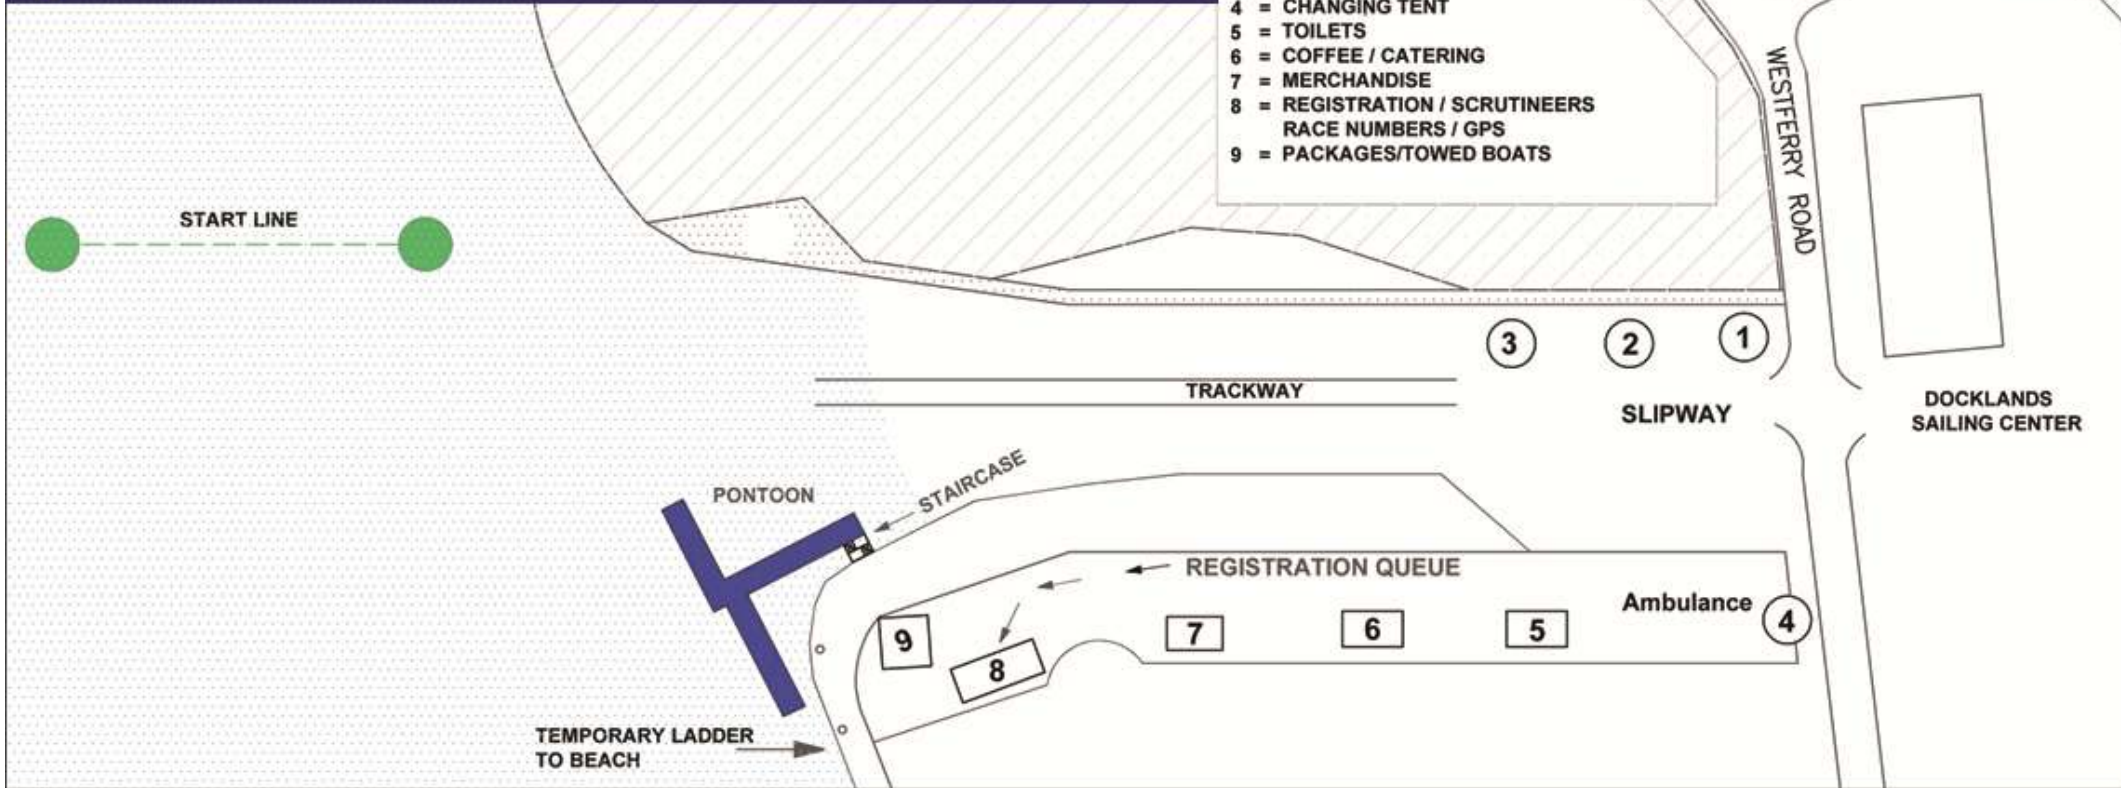 4 = CHANGING TENT
5 = TOILETS
6 = COFFEE / CATERING
7 = MERCHANDISE
8 = REGISTRATION / SCRUTINEERS
RACE NUMBERS / GPS
9 = PACKAGES/TOWED BOATS
WESTFERRY ROAD
START LINE
3
2
1
TRACKWAY
SLIPWAY
DOCKLANDS
SAILING CENTER
STAIRCASE
PONTOON
REGISTRATION QUEUE
Ambulance
4
9
8
7
6
5
TEMPORARY LADDER
TO BEACH